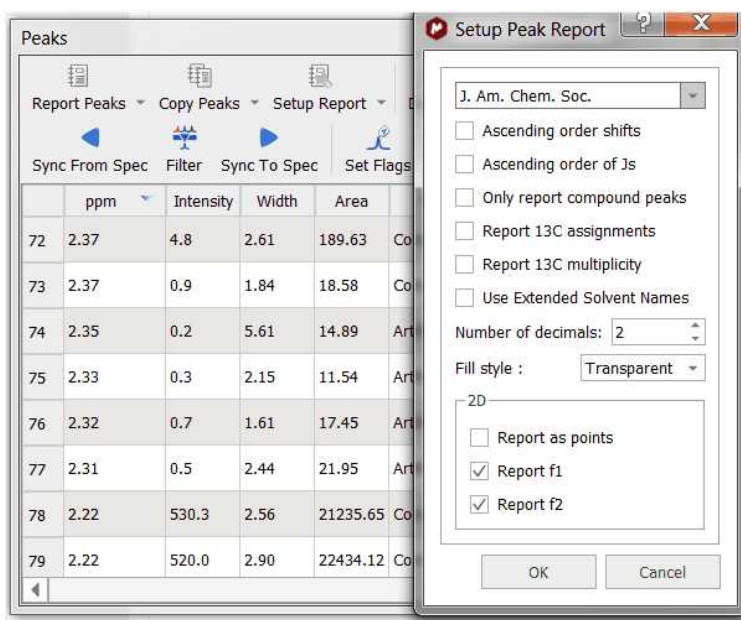 Peaks
Report Peaks Copy Peaks Setup Report
Sync From Spec Filter Sync To Spec Set Flags
ppm Intensity Width Area
72 2.37 4.8 2.61 189.63 Co
73 2.37 0.9 1.84 18.58 Co
74 2.35 0.2 5.61 14.89 Art
75 2.33 0.3 2.15 11.54 Art
76 2.32 0.7 1.61 17.45 Art
77 2.31 0.5 2.44 21.95 Art
78 2.22 530.3 2.56 21235.65 Co
79 2.22 520.0 2.90 22434.12 Co
Setup Peak Report
J. Am. Chem. Soc.
Ascending order shifts
Ascending order of Js
Only report compound peaks
Report 13C assignments
Report 13C multiplicity
Use Extended Solvent Names
Number of decimals: 2
Fill style : Transparent
2D
Report as points
Report f1
Report f2
OK Cancel